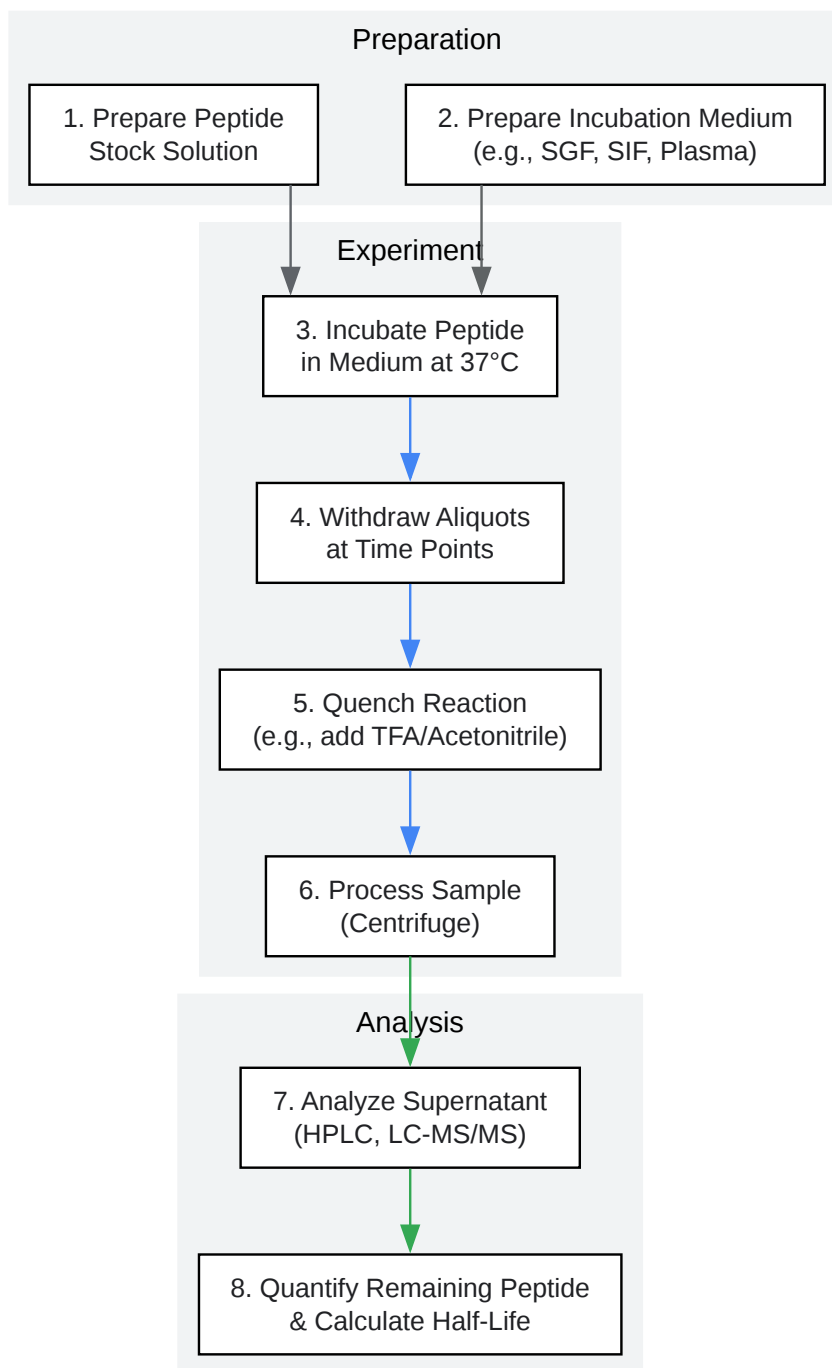 Preparation
1. Prepare Peptide
Stock Solution
2. Prepare Incubation Medium
(e.g., SGF, SIF, Plasma)
Experiment
3. Incubate Peptide
in Medium at 37°C
4. Withdraw Aliquots
at Time Points
5. Quench Reaction
(e.g., add TFA/Acetonitrile)
6. Process Sample
(Centrifuge)
Analysis
7. Analyze Supernatant
(HPLC, LC-MS/MS)
8. Quantify Remaining Peptide
& Calculate Half-Life